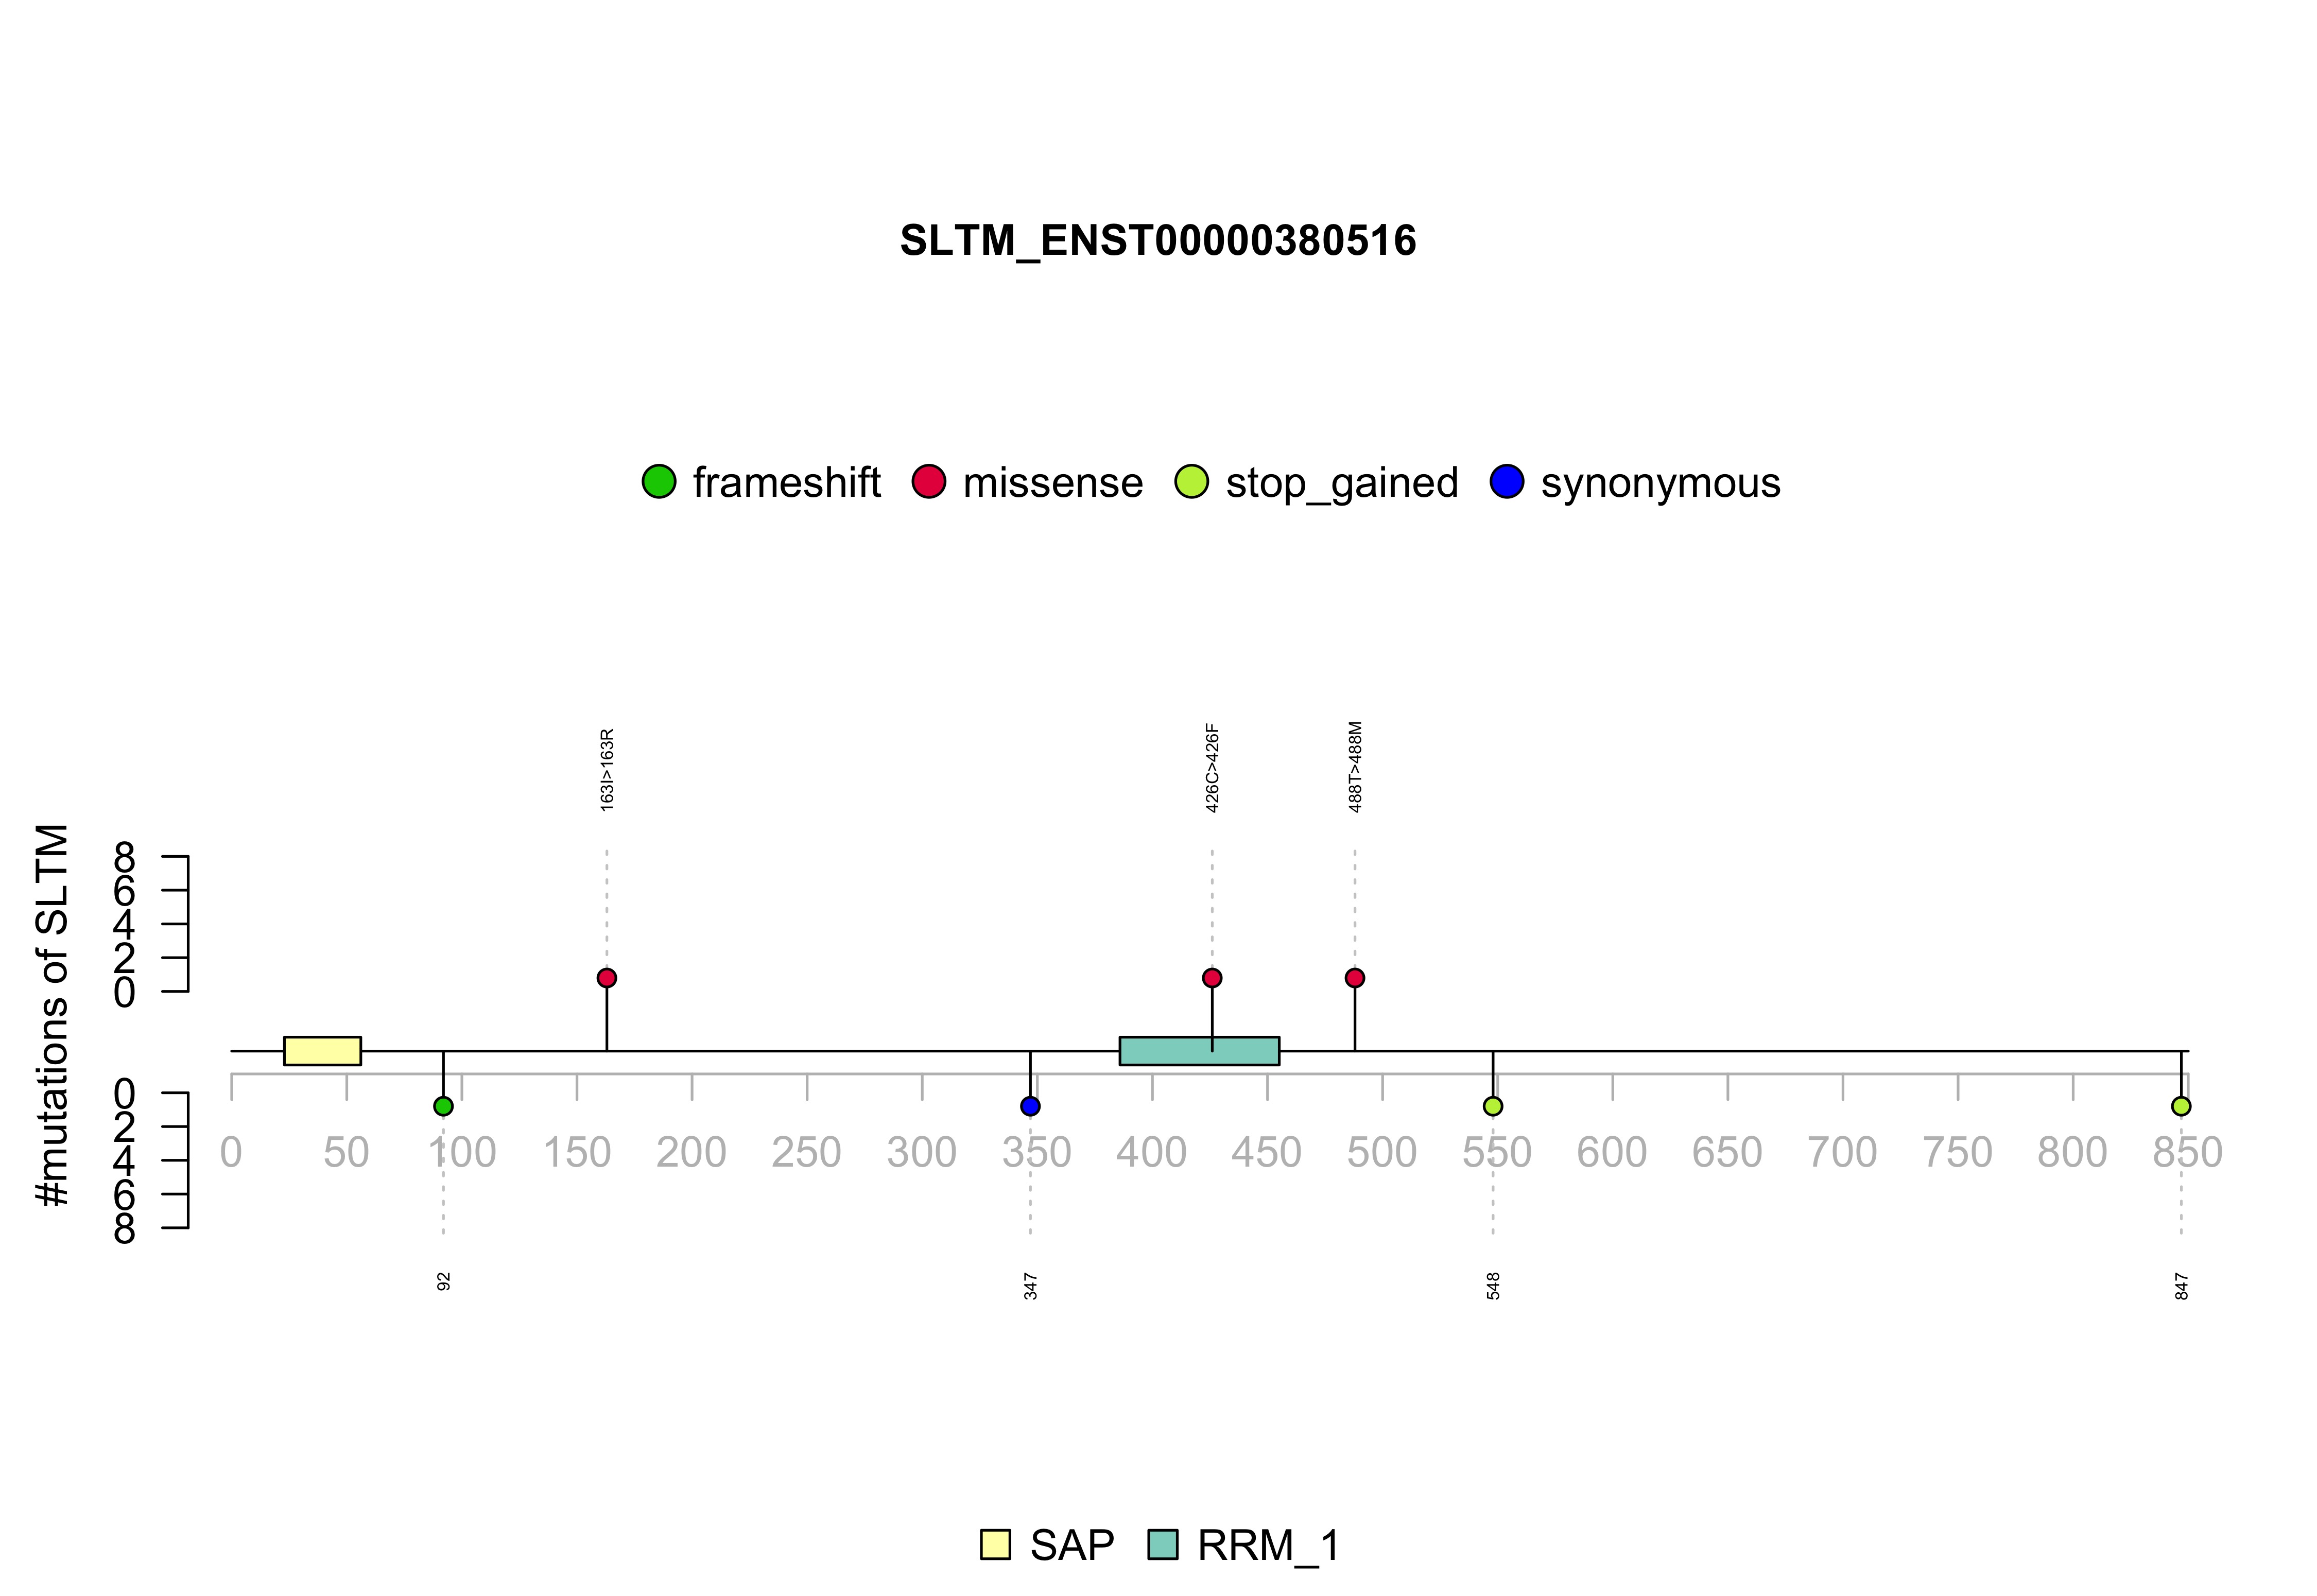 SLTM_ENST00000380516
frameshift missense stop_gained synonymous
163I>163R 426C>426F 488T>488M
#mutations of SLTM
8
6
4
2
0
0
2
4
6
8
0 50 100 150 200 250 300 350 400 450 500 550 600 650 700 750 800 850
92 347 548 847
SAP RRM_1